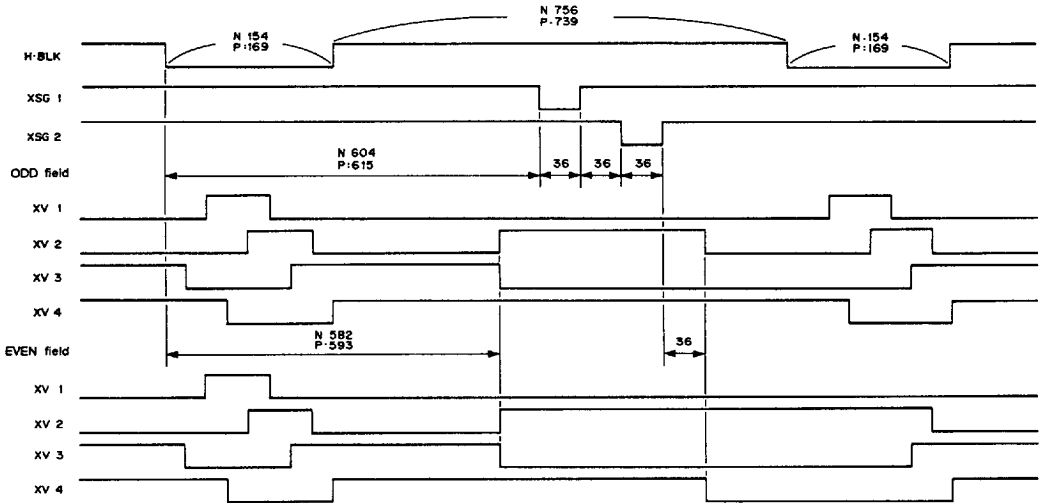 N 756
P·739
N 154
P:169
N·154
P:169
H·BLK
XSG 1
XSG 2
N 604
P:615
36
36
36
ODD field
XV 1
XV 2
XV 3
XV 4
N 582
P·593
36
EVEN field
XV 1
XV 2
XV 3
XV 4